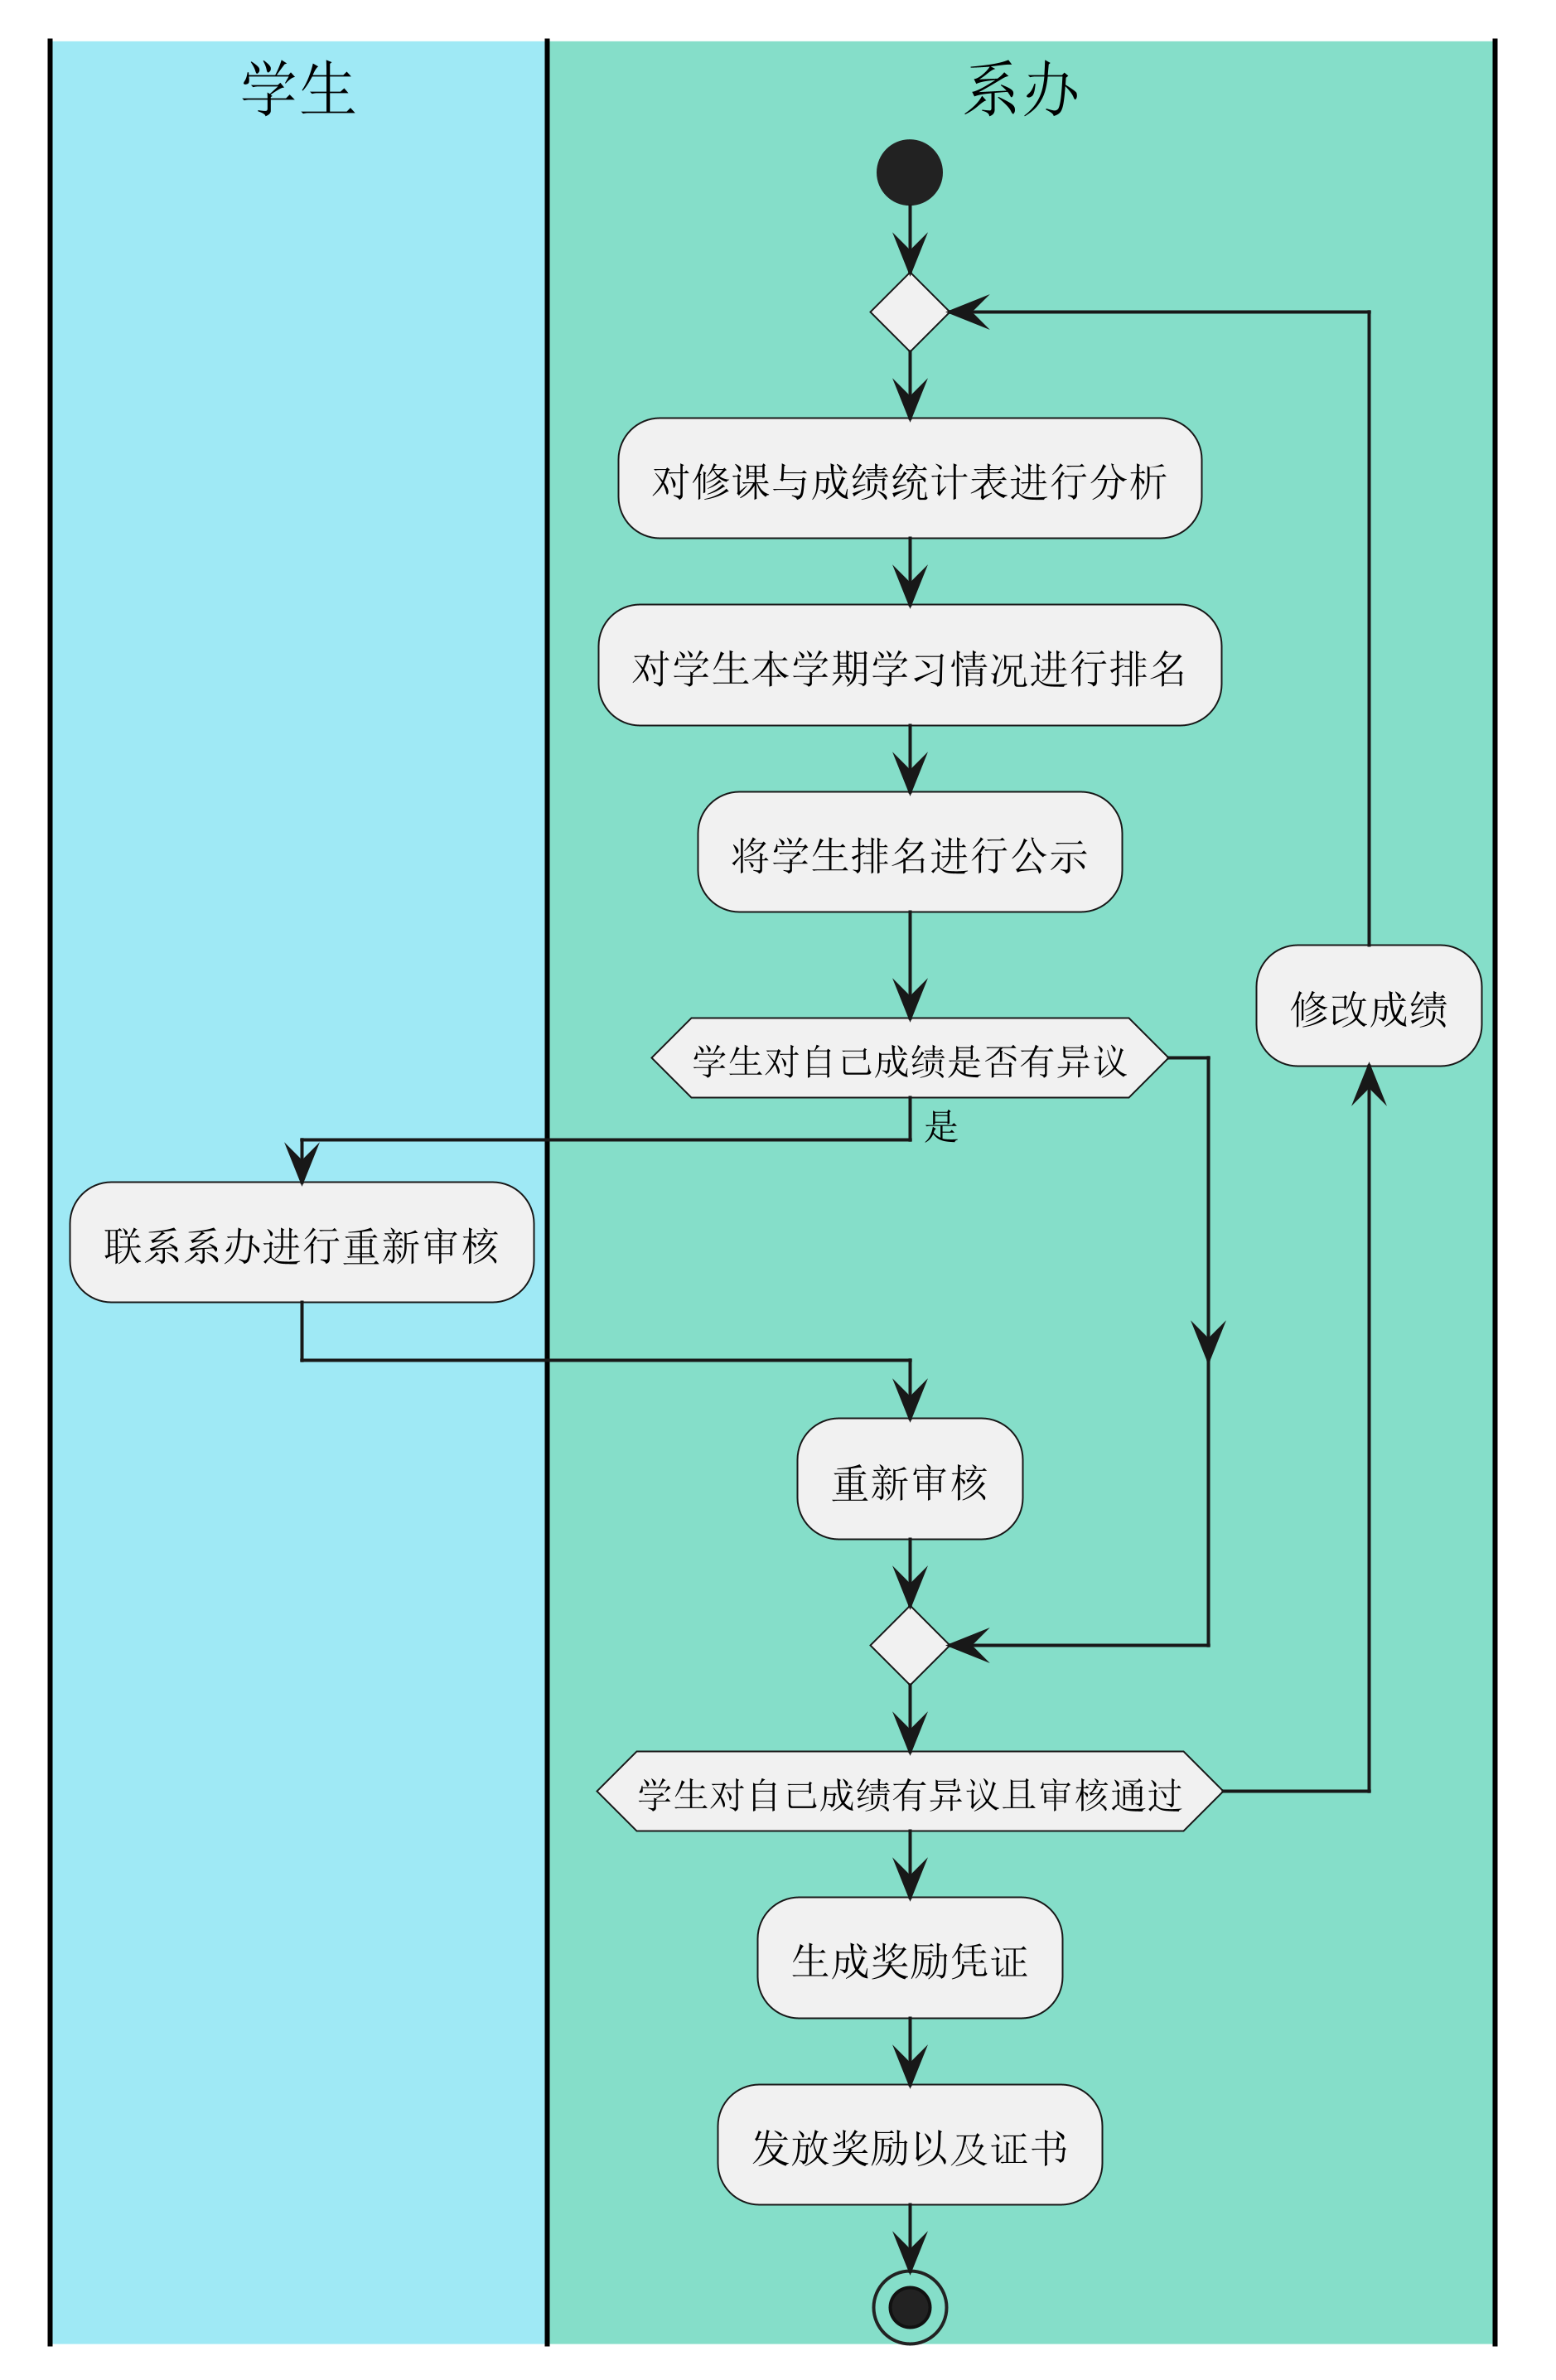 学生
系办
对修课与成绩统计表进行分析
对学生本学期学习情况进行排名
将学生排名进行公示
修改成绩
学生对自己成绩是否有异议
是
联系系办进行重新审核
重新审核
学生对自己成绩有异议且审核通过
生成奖励凭证
发放奖励以及证书